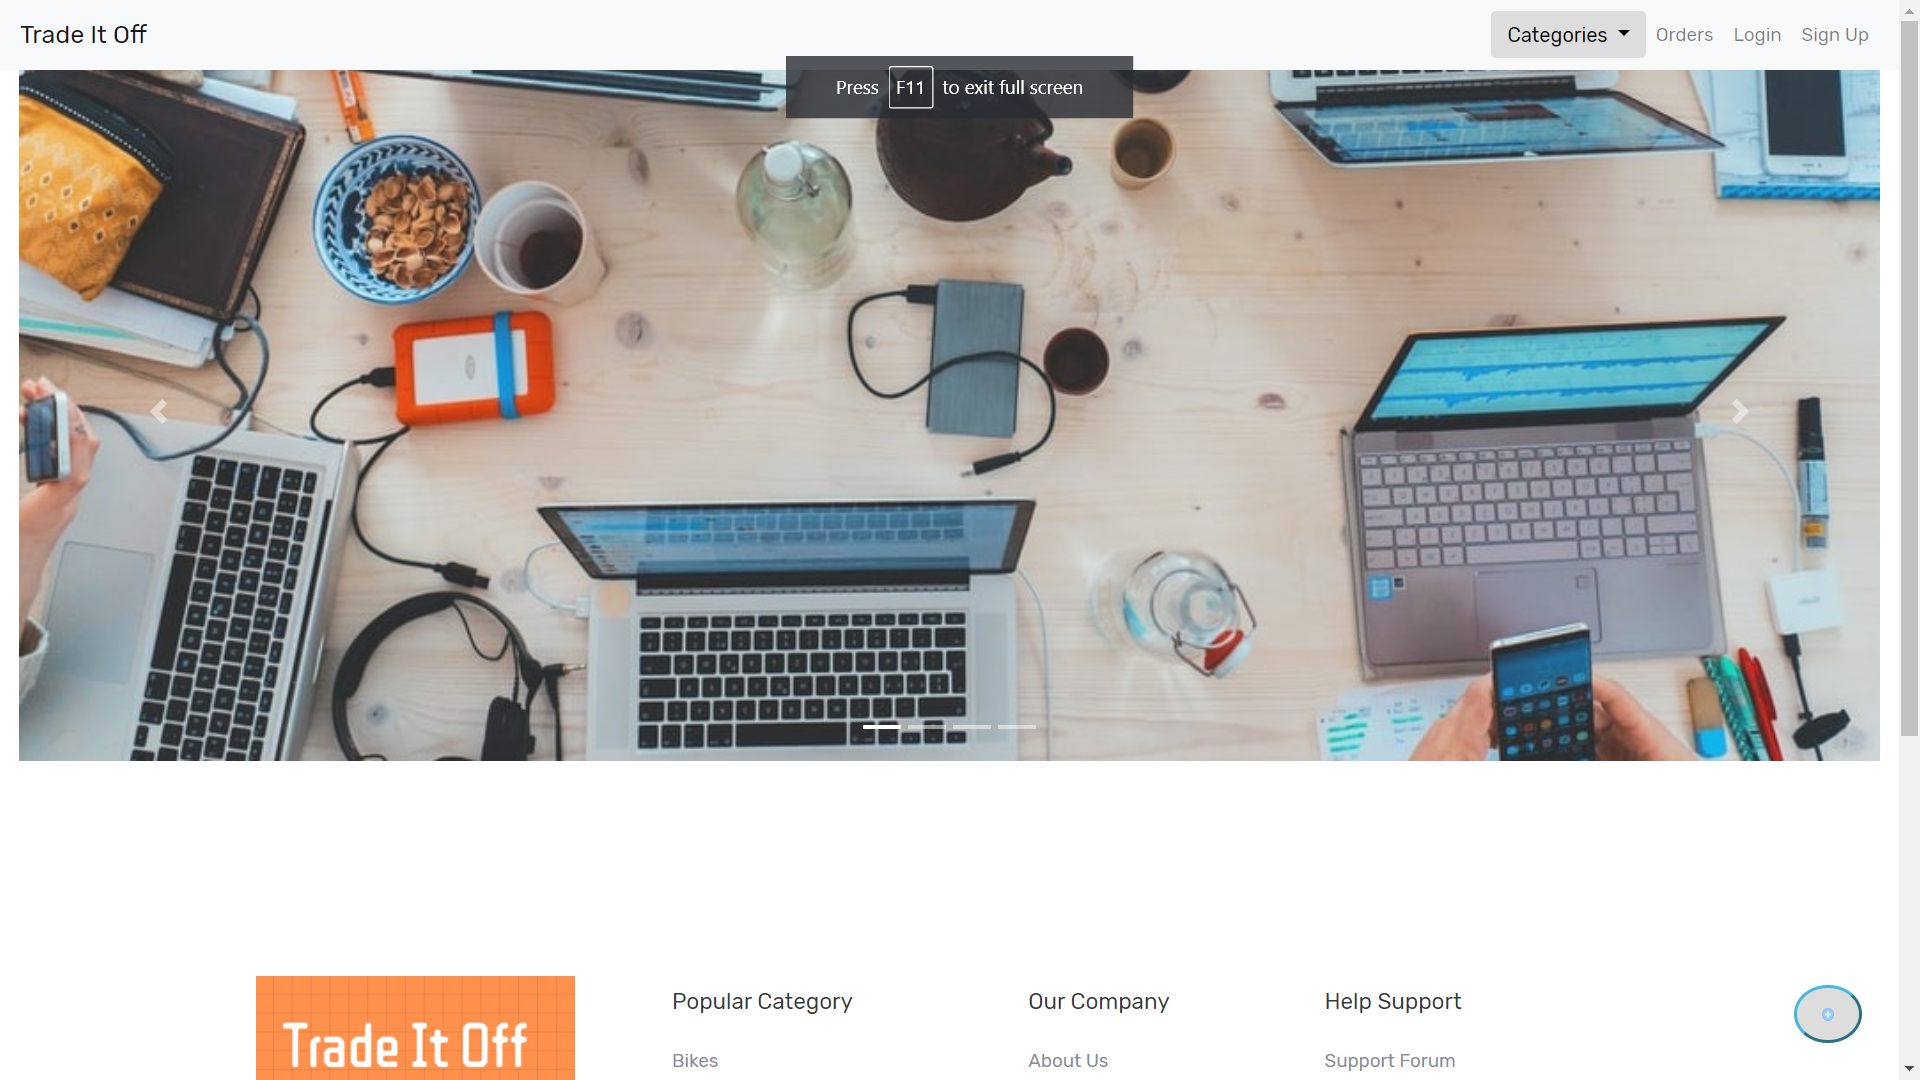 Trade It Off
Categories
Orders
Login
Sign Up
Press F11 to exit full screen
Trade It Off
Popular Category
Our Company
Help Support
Bikes
About Us
Support Forum